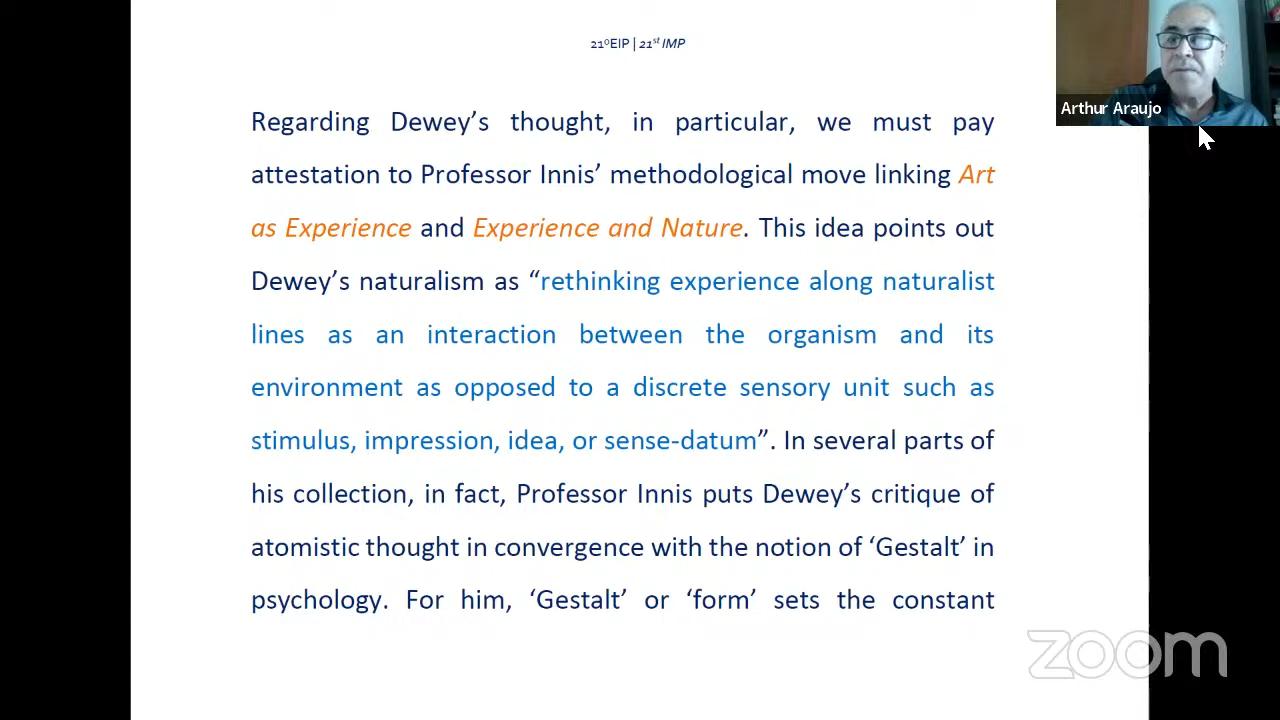 21ºEIP | 21st IMP
Arthur Araujo
Regarding Dewey’s thought, in particular, we must pay
attestation to Professor Innis’ methodological move linking Art
as Experience and Experience and Nature. This idea points out
Dewey’s naturalism as “rethinking experience along naturalist
lines as an interaction between the organism and its
environment as opposed to a discrete sensory unit such as
stimulus, impression, idea, or sense-datum”. In several parts of
his collection, in fact, Professor Innis puts Dewey’s critique of
atomistic thought in convergence with the notion of ‘Gestalt’ in
psychology. For him, ‘Gestalt’ or ‘form’ sets the constant
zoom